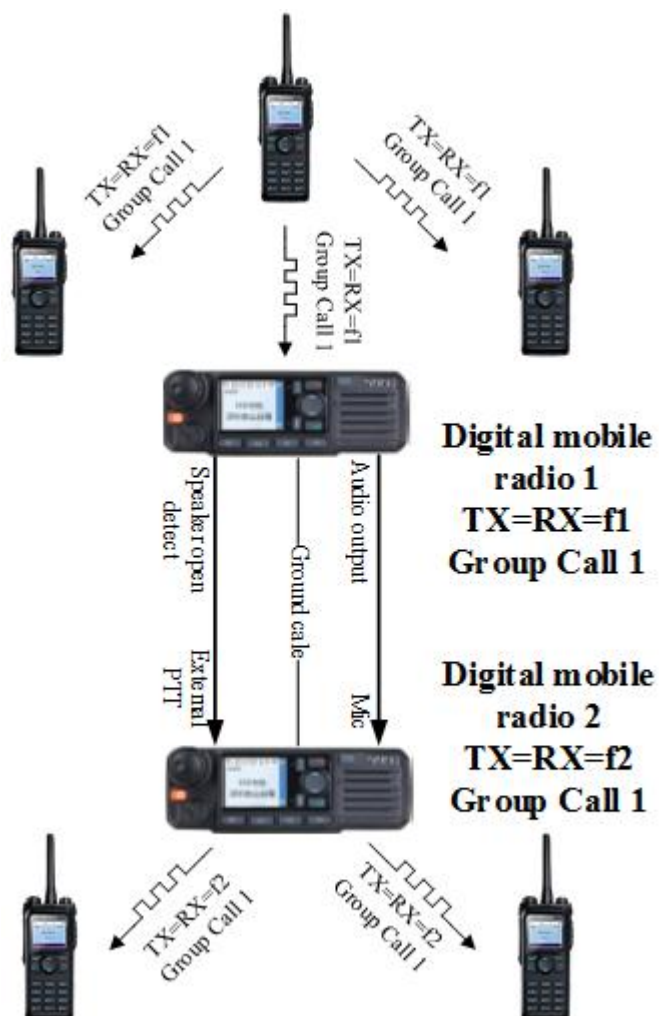 TX=RX=f1
Group Call 1
TX=RX=f1
Group Call 1
TX=RX=f1
Group Call 1
Digital mobile
radio 1
TX=RX=f1
Group Call 1
Speaker open
detect
Ground cale
Audio output
External
PTT
Mic
Digital mobile
radio 2
TX=RX=f2
Group Call 1
TX=RX=f2
Group Call 1
TX=RX=f2
Group Call 1